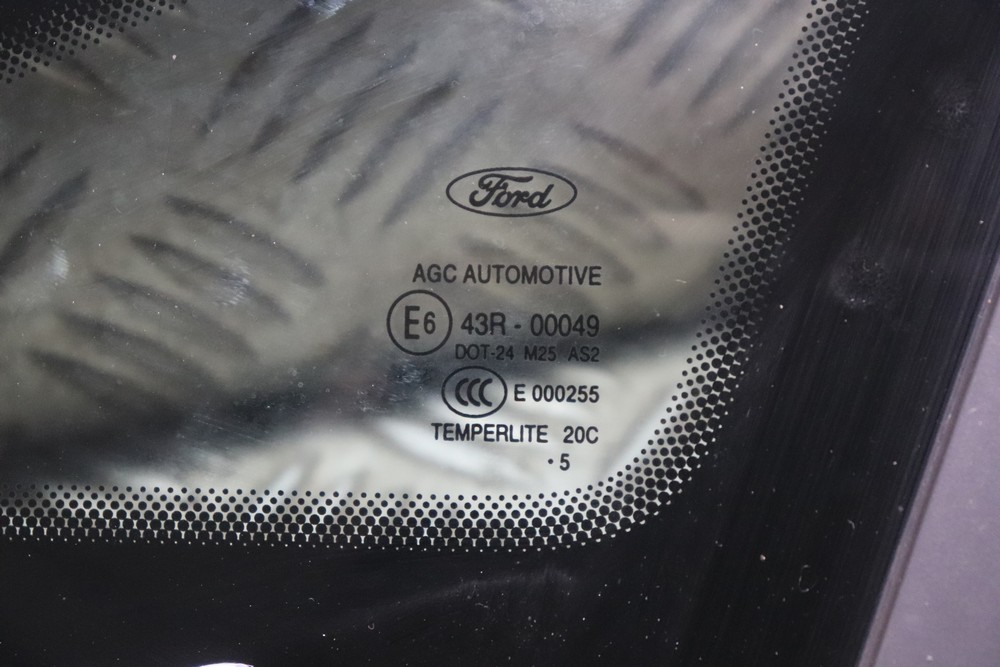 Ford
AGC AUTOMOTIVE
E6 43R - 00049
DOT-24 M25 AS2
CCC E 000255
TEMPERLITE 20C
· 5